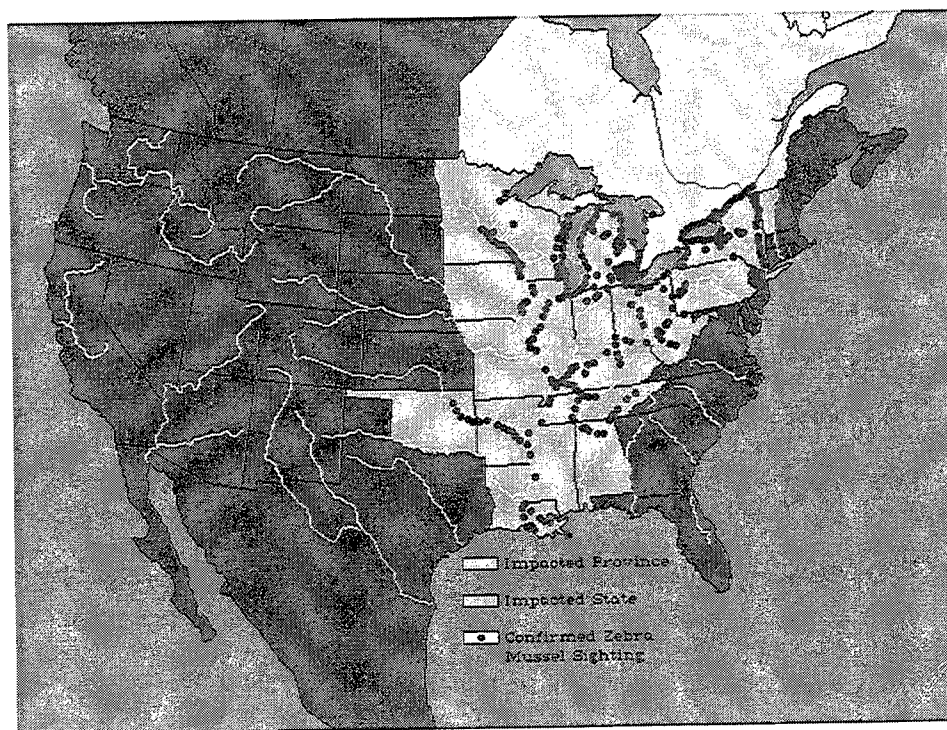 Impacted Province
Impacted State
Confirmed Zebra
Mussel Sighting